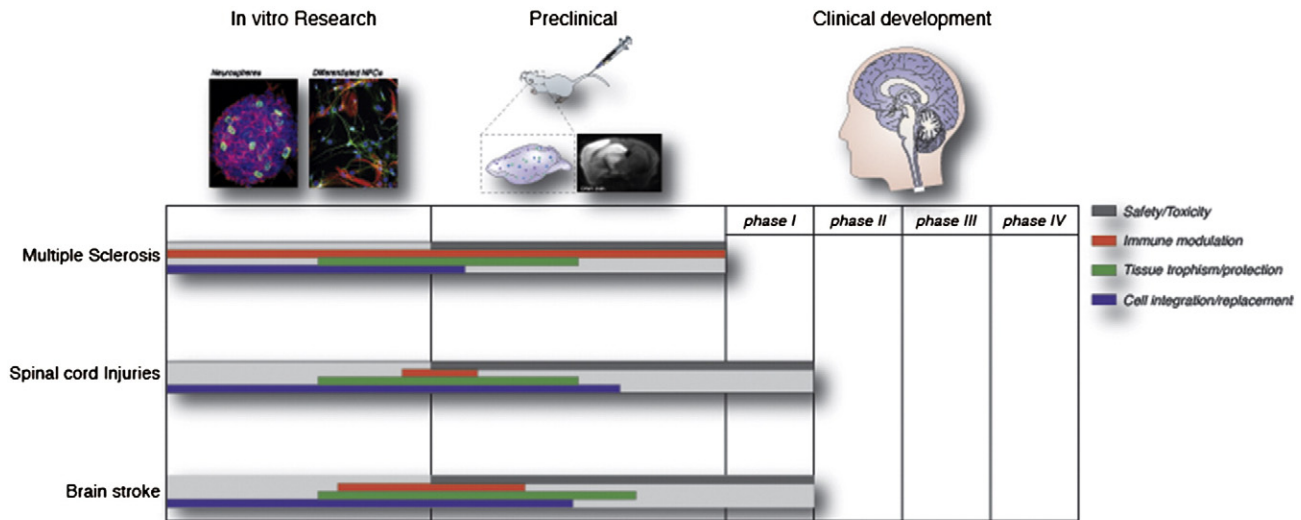 In vitro Research
Preclinical
Clinical development
Neurospheres
Differentiated NPCs
phase I
phase II
phase III
phase IV
Safety/Toxicity
Immune modulation
Tissue trophism/protection
Cell integration/replacement
Multiple Sclerosis
Spinal cord Injuries
Brain stroke